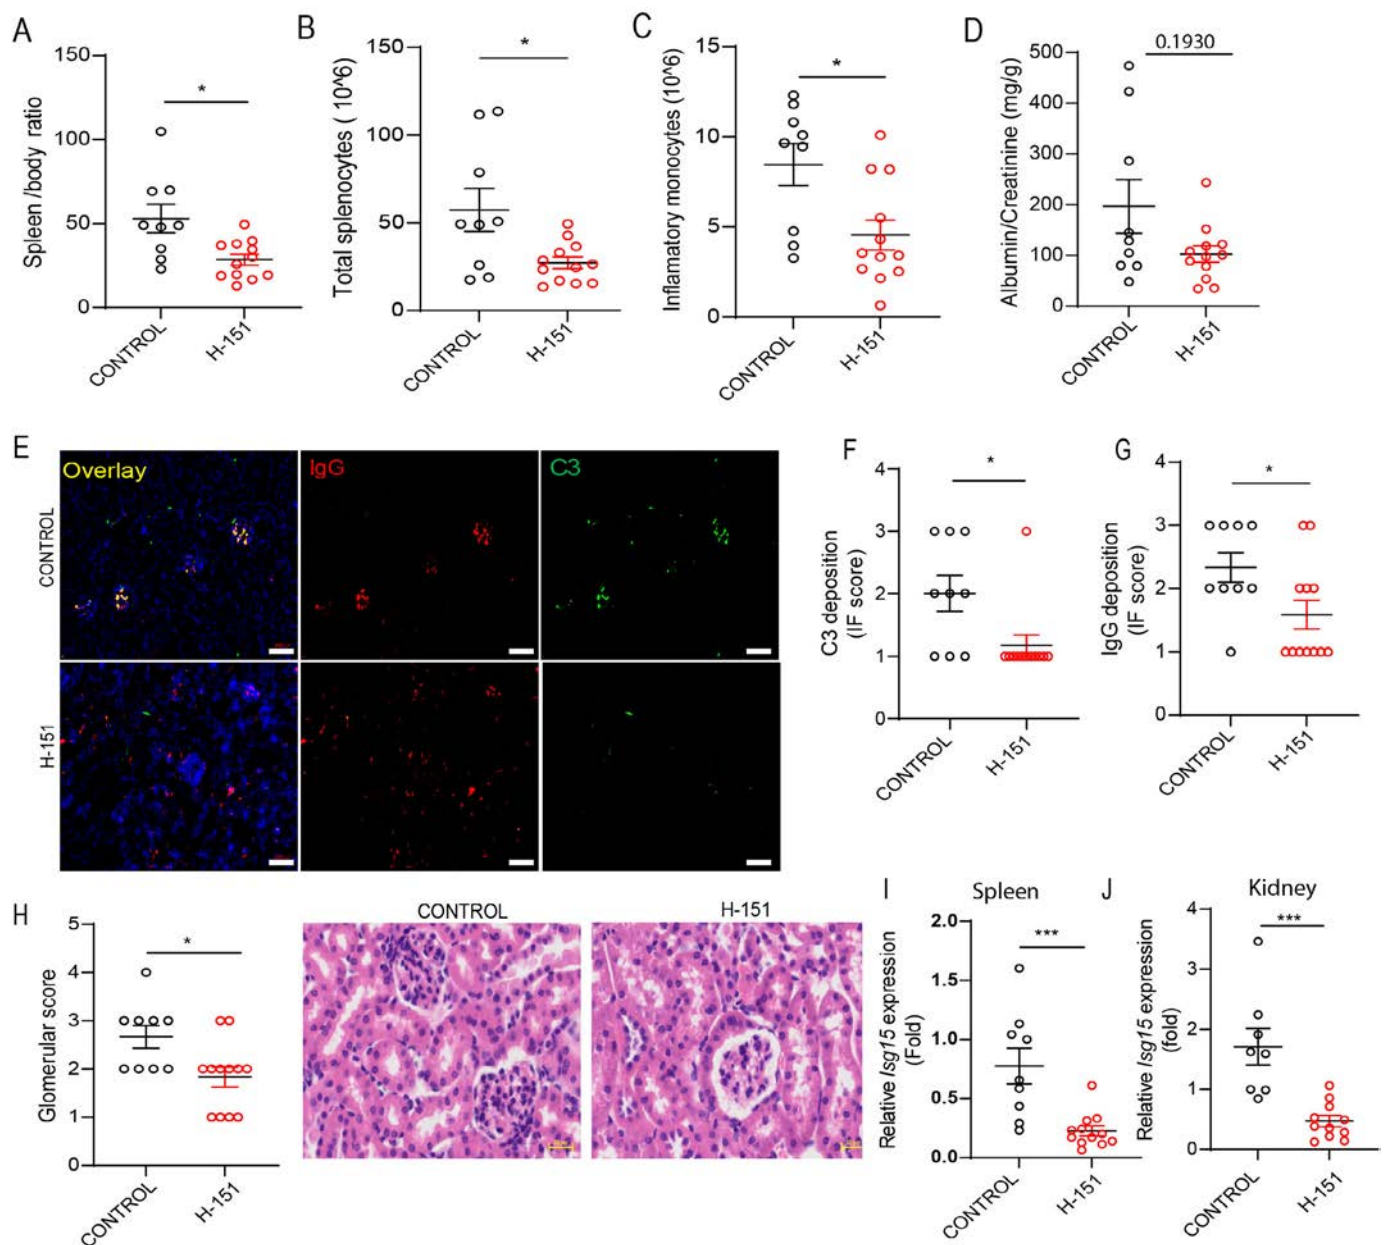 A
Spleen /body ratio
150
100
50
0
*
CONTROL
H-151
B
Total splenocytes ( 10^6)
150
100
50
0
*
CONTROL
H-151
C
Inflamatory monocytes (10^6)
15
10
5
0
*
CONTROL
H-151
D
Albumin/Creatinine (mg/g)
500
400
300
200
100
0
0.1930
CONTROL
H-151
E
Overlay
IgG
C3
CONTROL
H-151
F
C3 deposition
(IF score)
4
3
2
1
0
*
CONTROL
H-151
G
IgG deposition
(IF score)
4
3
2
1
0
*
CONTROL
H-151
H
Glomerular score
5
4
3
2
1
0
*
CONTROL
H-151
CONTROL
H-151
I
Spleen
Relative Isg15 expression
(Fold)
2.0
1.5
1.0
0.5
0.0
***
CONTROL
H-151
J
Kidney
Relative Isg15 expression
(fold)
4
3
2
1
0
***
CONTROL
H-151